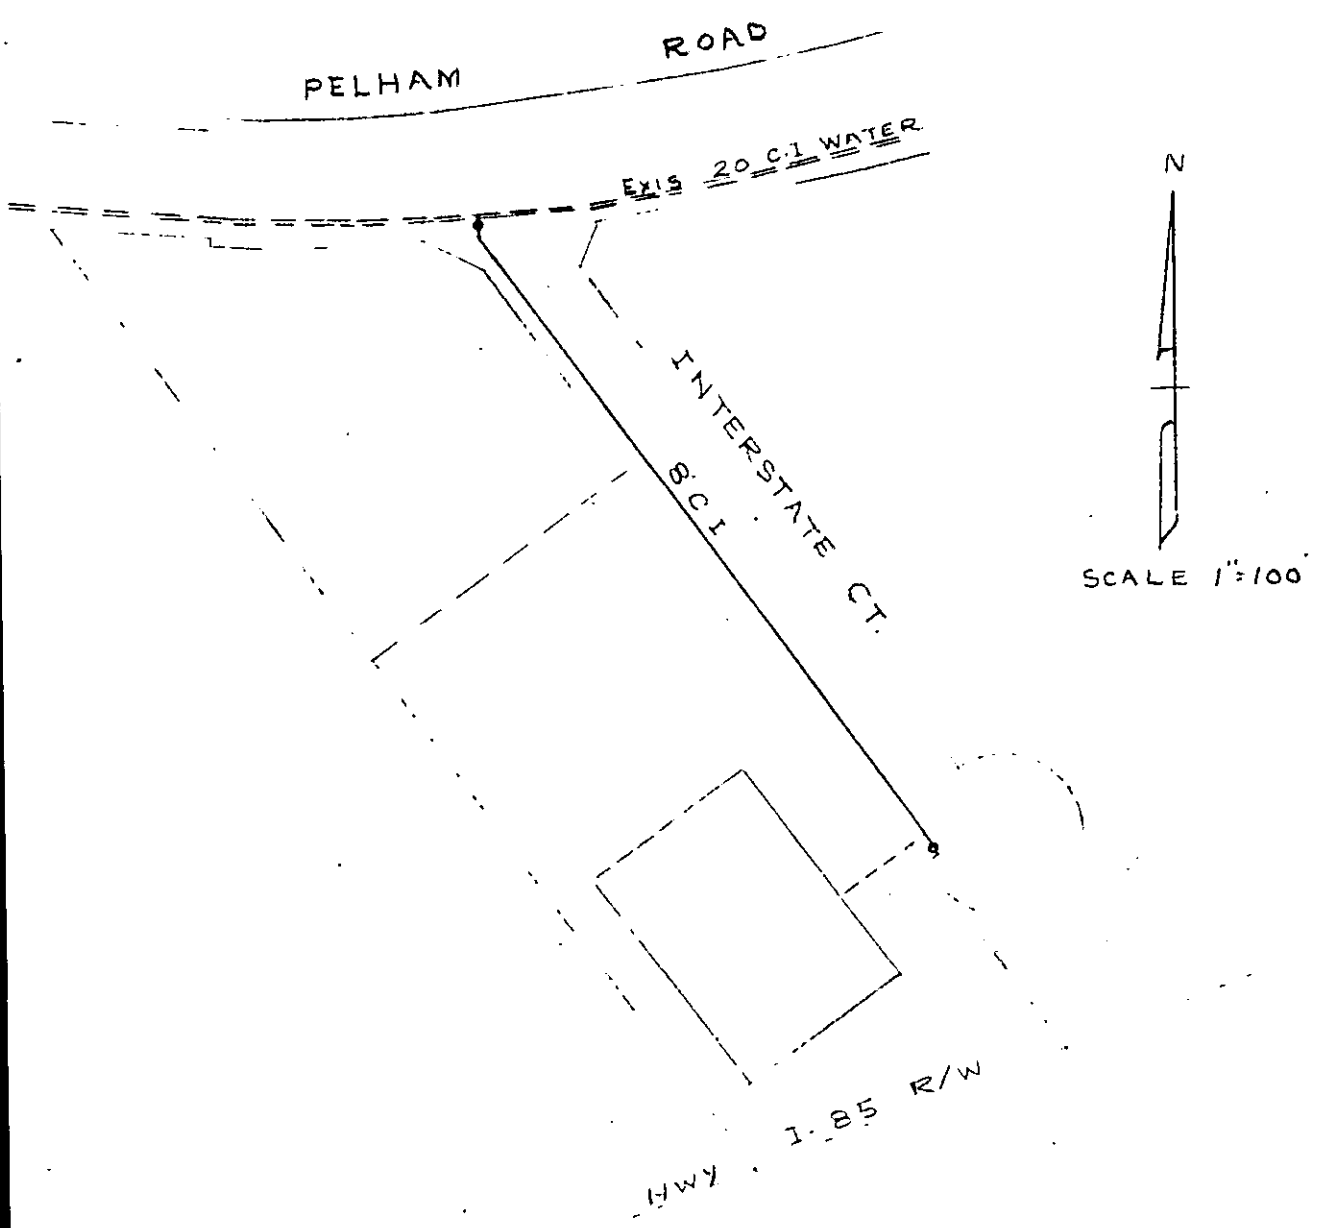 PELHAM ROAD
EXIS 20 C.I WATER
N
INTERSTATE CT.
8" C I
SCALE 1"=100'
HWY. I-85 R/W